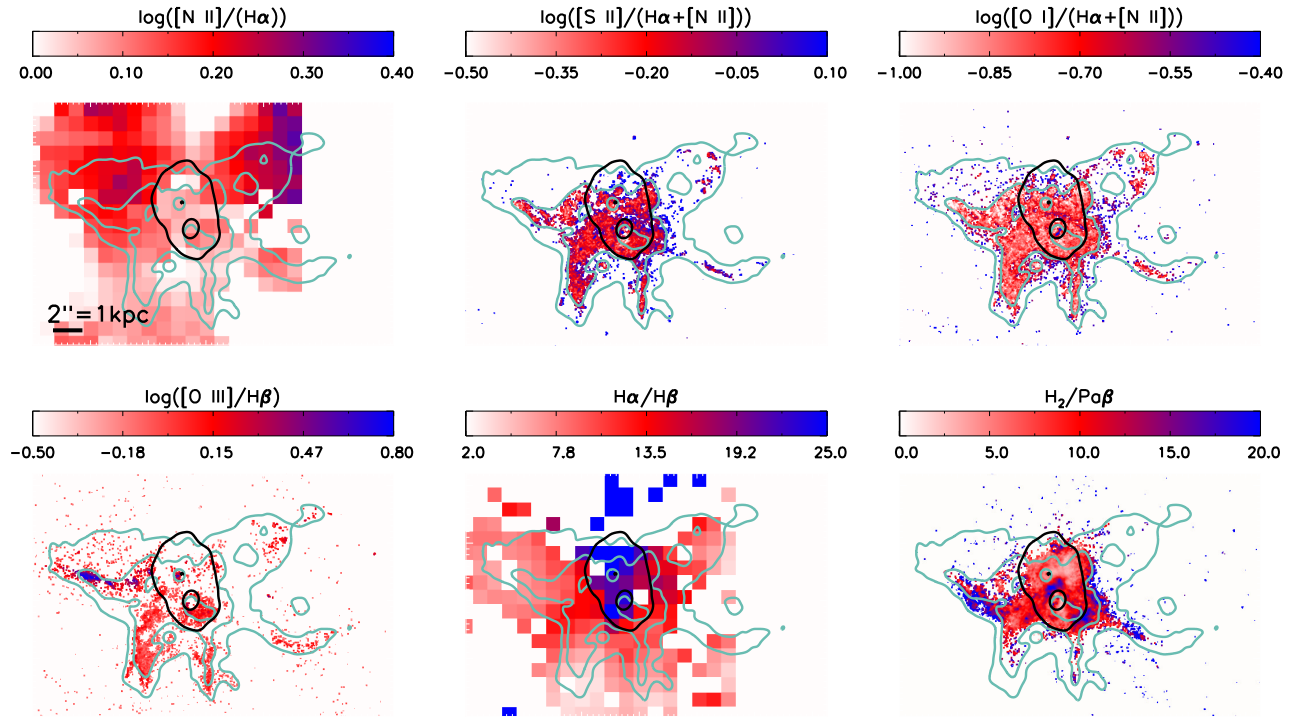 log([N II]/(Hα))
0.00 0.10 0.20 0.30 0.40
log([S II]/(Hα+[N II]))
−0.50 −0.35 −0.20 −0.05 0.10
log([O I]/(Hα+[N II]))
−1.00 −0.85 −0.70 −0.55 −0.40
2"=1kpc
log([O III]/Hβ)
−0.50 −0.18 0.15 0.47 0.80
Hα/Hβ
2.0 7.8 13.5 19.2 25.0
H₂/Paβ
0.0 5.0 10.0 15.0 20.0